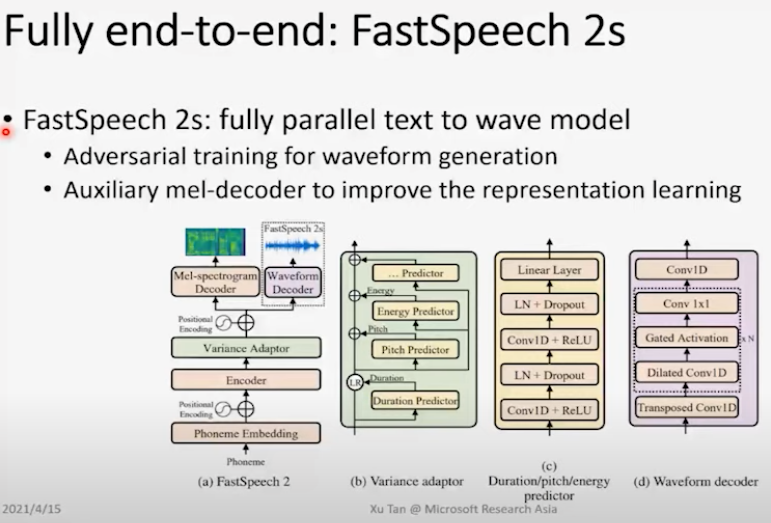 Fully end-to-end: FastSpeech 2s
• FastSpeech 2s: fully parallel text to wave model
• Adversarial training for waveform generation
• Auxiliary mel-decoder to improve the representation learning
FastSpeech 2s
Mel-spectrogram
Decoder
Waveform
Decoder
Positional
Encoding
Variance Adaptor
Encoder
Positional
Encoding
Phoneme Embedding
Phoneme
(a) FastSpeech 2
... Predictor
Energy
Energy Predictor
Pitch
Pitch Predictor
LR
Duration
Duration Predictor
(b) Variance adaptor
Linear Layer
LN + Dropout
Conv1D + ReLU
LN + Dropout
Conv1D + ReLU
(c)
Duration/pitch/energy
predictor
Conv1D
Conv 1x1
Gated Activation
x N
Dilated Conv1D
Transposed Conv1D
(d) Waveform decoder
2021/4/15
Xu Tan @ Microsoft Research Asia